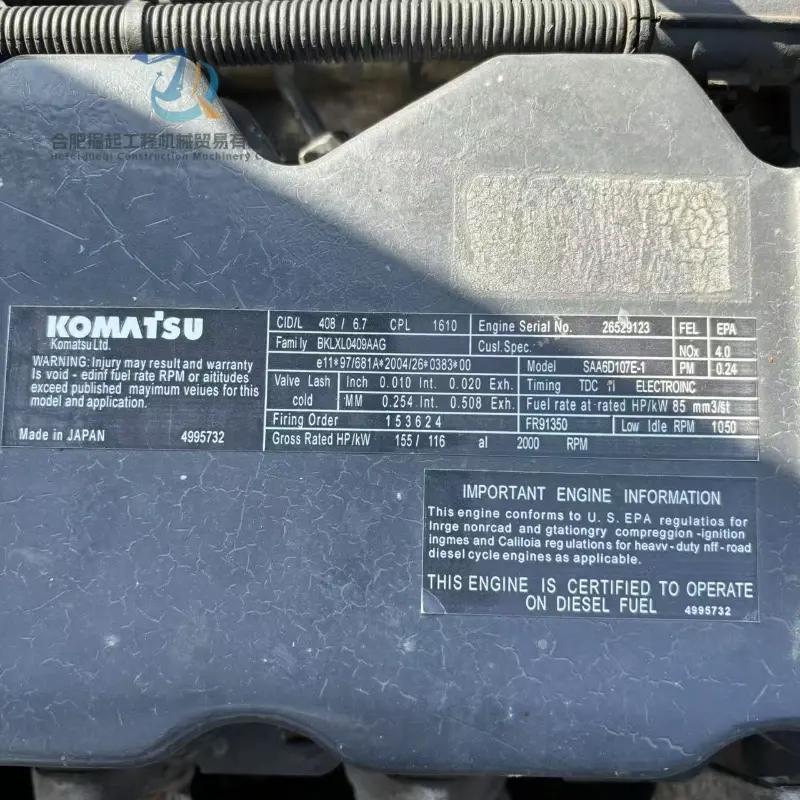 合肥掘起工程机械贸易有
Hefei Jueqi Construction Machinery C
KOMATSU
Komatsu Ltd.
WARNING: Injury may result and warranty
Is void - edinf fuel rate RPM or aititudes
exceed published maximum veiues for this
model and application.
Made in JAPAN 4995732
CID/L 408 / 6.7 CPL 1610 Engine Serial No. 26529123 FEL EPA
Family BKLXL0409AAG Cusl.Spec. NOx 4.0
e11*97/681A*2004/26*0383*00 Model SAA6D107E-1 PM 0.24
Valve Lash Inch 0.010 Int. 0.020 Exh. Timing TDC TI ELECTROINC
cold MM 0.254 Int. 0.508 Exh. Fuel rate at rated HP/kW 85 mm3/st
Firing Order 1 5 3 6 2 4 FR91350 Low Idle RPM 1050
Gross Rated HP/kW 155 / 116 al 2000 RPM
IMPORTANT ENGINE INFORMATION
This engine conforms to U. S. EPA regulatios for
Inrge nonrcad and gtationgry compreggion -ignition
ingmes and Caliloia regulations for heavv - duty nff - road
diesel cycle engines as applicable.
THIS ENGINE IS CERTIFIED TO OPERATE
ON DIESEL FUEL 4995732